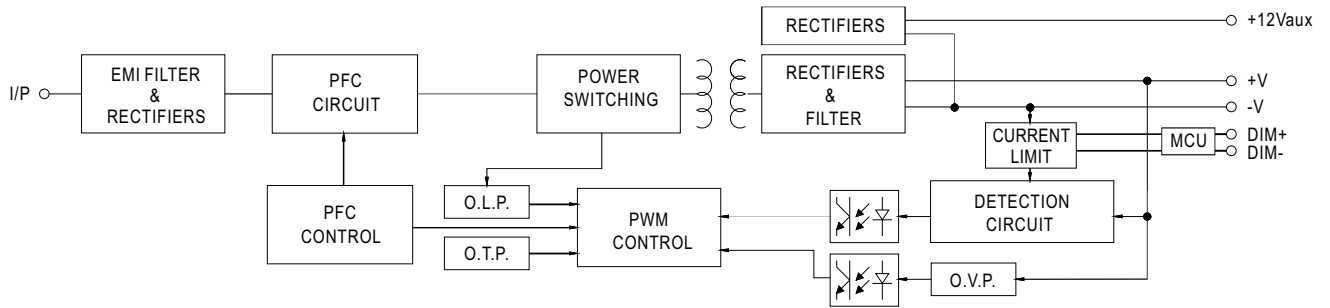 RECTIFIERS
+12Vaux
I/P
EMI FILTER
&
RECTIFIERS
PFC
CIRCUIT
POWER
SWITCHING
RECTIFIERS
&
FILTER
+V
-V
CURRENT
LIMIT
MCU
DIM+
DIM-
PFC
CONTROL
O.L.P.
O.T.P.
PWM
CONTROL
DETECTION
CIRCUIT
O.V.P.